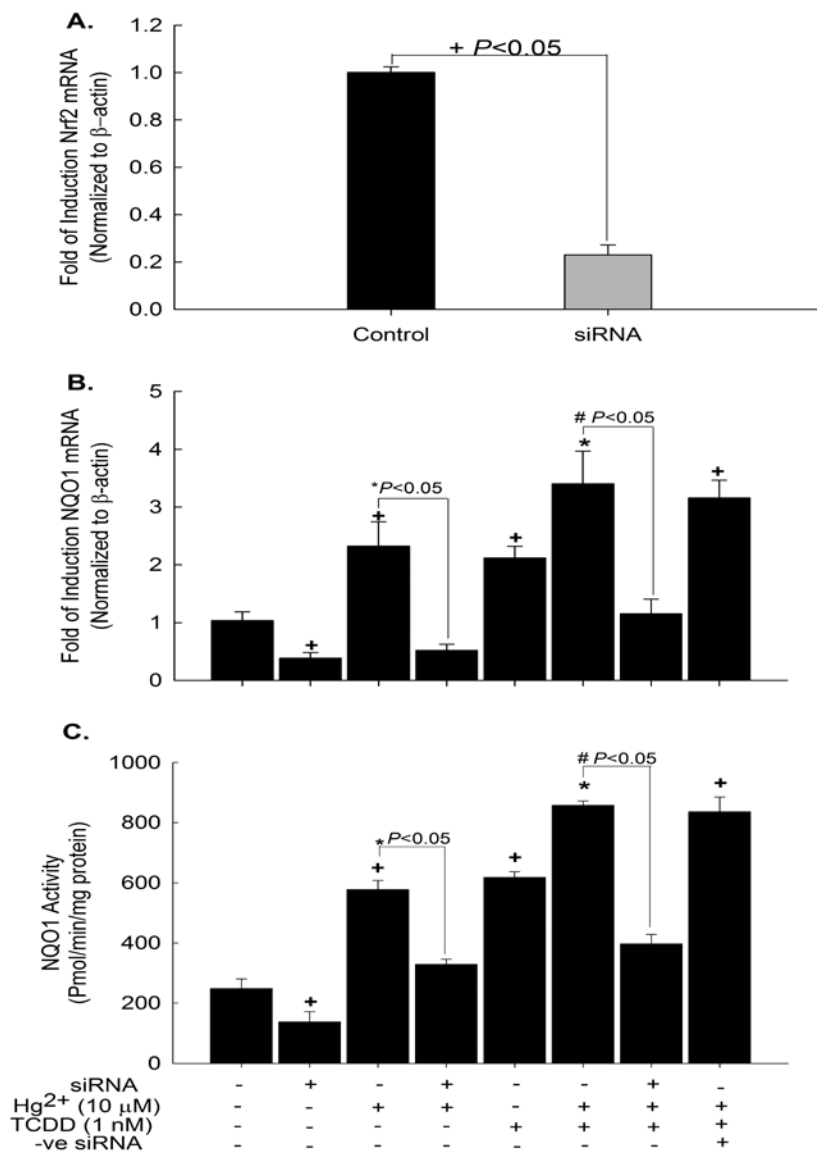 A.
Fold of Induction Nrf2 mRNA
(Normalized to β-actin)
1.2
1.0
0.8
0.6
0.4
0.2
0.0
+ P<0.05
Control
siRNA
B.
Fold of Induction NQO1 mRNA
(Normalized to β-actin)
5
4
3
2
1
0
+
+
*P<0.05
+
*
# P<0.05
+
C.
NQO1 Activity
(Pmol/min/mg protein)
1000
800
600
400
200
0
+
+
* P<0.05
+
*
# P<0.05
+
siRNA - + - + - - + -
Hg2+ (10 μM) - - + + - + + +
TCDD (1 nM) - - - - + + + +
-ve siRNA - - - - - - - +